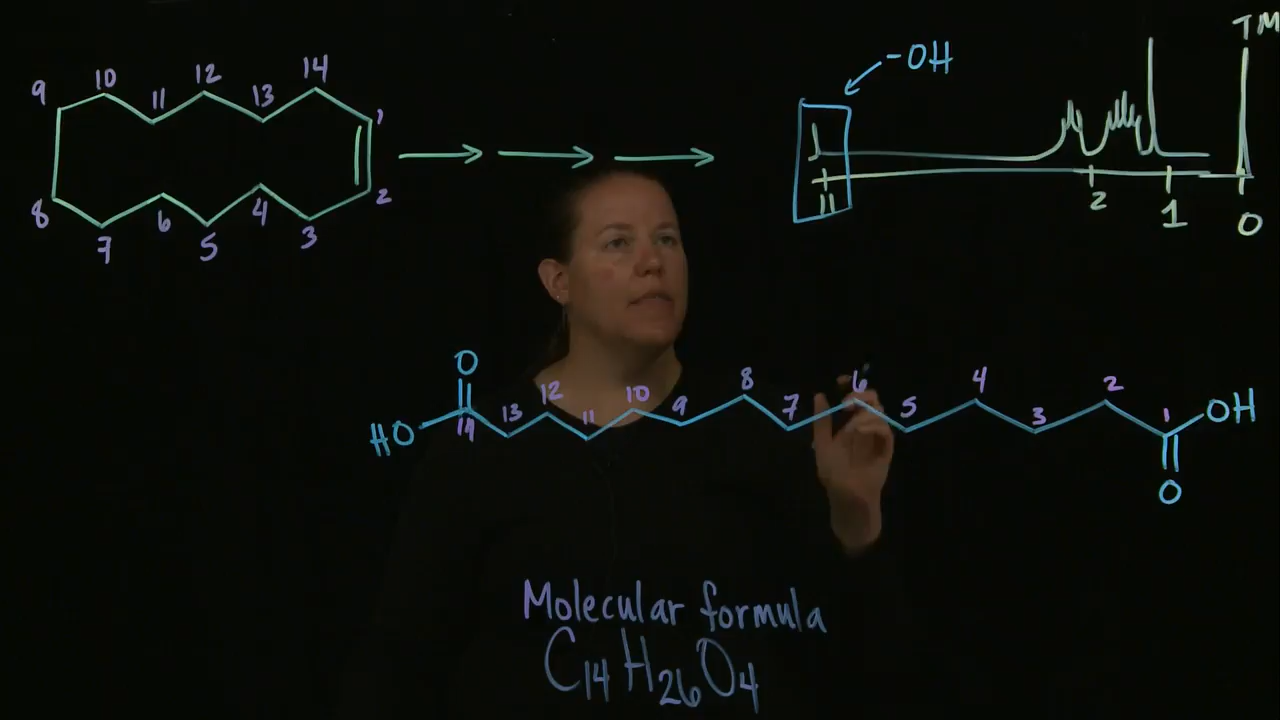 9 10 11 12 13 14 1
8 7 6 5 4 3 2
-OH
TM
11 2 1 0
O
HO 14 13 12 11 10 9 8 7 6 5 4 3 2 1 OH
O
Molecular formula
C14H26O4